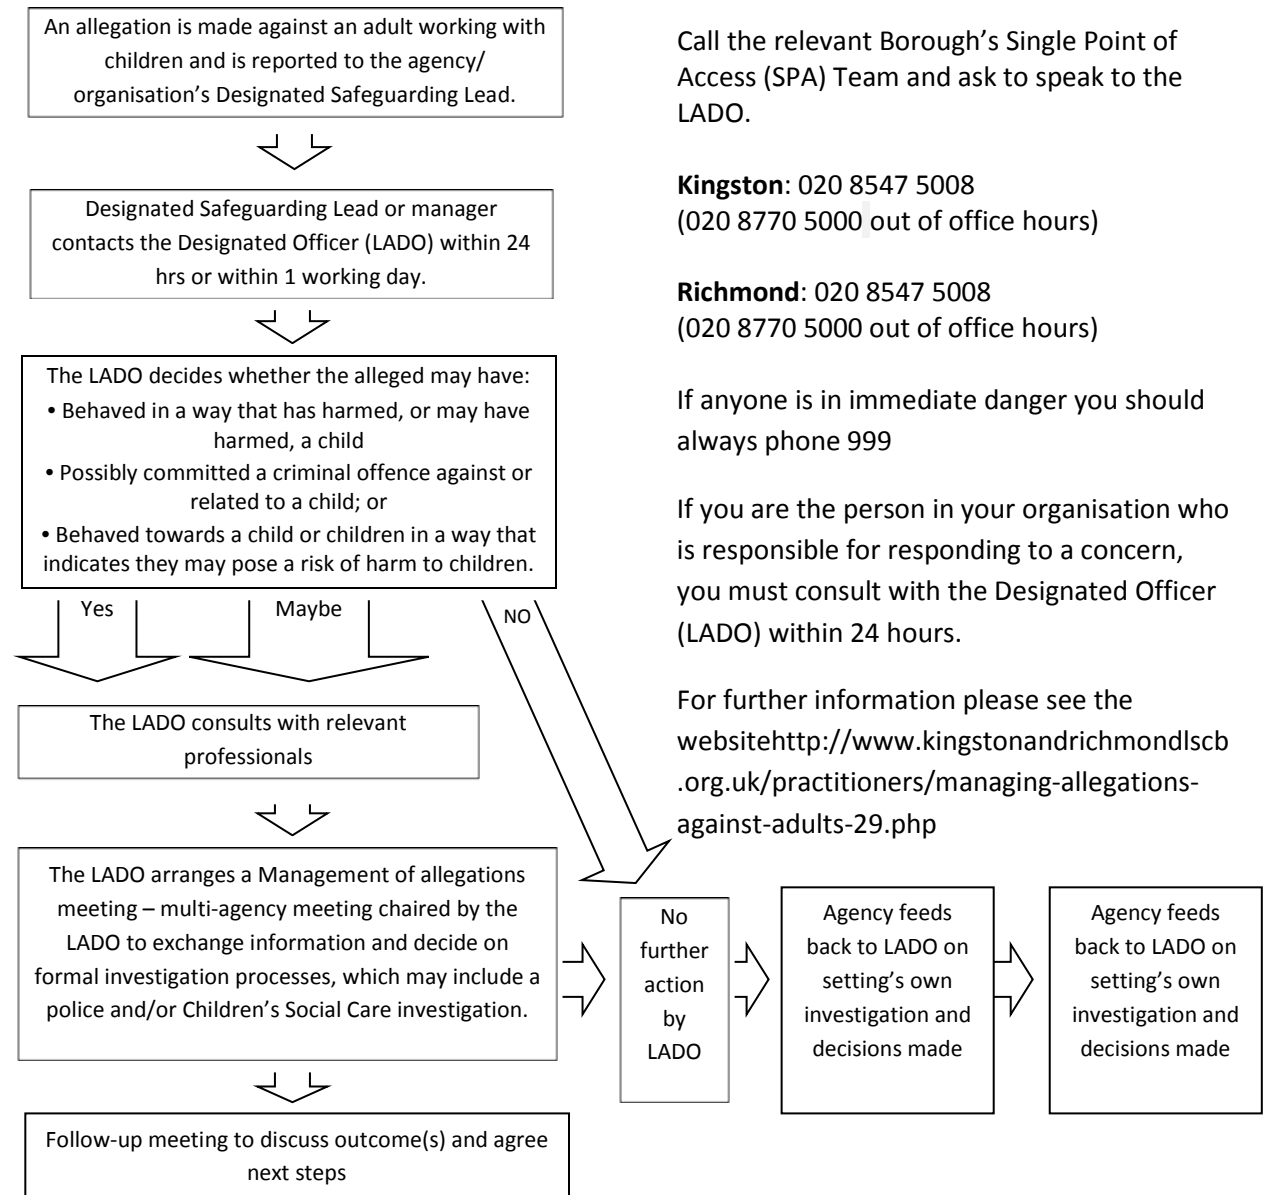 An allegation is made against an adult working with
children and is reported to the agency/
organisation’s Designated Safeguarding Lead.
Designated Safeguarding Lead or manager
contacts the Designated Officer (LADO) within 24
hrs or within 1 working day.
The LADO decides whether the alleged may have:
• Behaved in a way that has harmed, or may have
harmed, a child
• Possibly committed a criminal offence against or
related to a child; or
• Behaved towards a child or children in a way that
indicates they may pose a risk of harm to children.
Yes
Maybe
NO
The LADO consults with relevant
professionals
The LADO arranges a Management of allegations
meeting – multi-agency meeting chaired by the
LADO to exchange information and decide on
formal investigation processes, which may include a
police and/or Children’s Social Care investigation.
Follow-up meeting to discuss outcome(s) and agree
next steps
No
further
action
by
LADO
Agency feeds
back to LADO on
setting’s own
investigation and
decisions made
Agency feeds
back to LADO on
setting’s own
investigation and
decisions made
Call the relevant Borough’s Single Point of
Access (SPA) Team and ask to speak to the
LADO.
Kingston: 020 8547 5008
(020 8770 5000 out of office hours)
Richmond: 020 8547 5008
(020 8770 5000 out of office hours)
If anyone is in immediate danger you should
always phone 999
If you are the person in your organisation who
is responsible for responding to a concern,
you must consult with the Designated Officer
(LADO) within 24 hours.
For further information please see the
websitehttp://www.kingstonandrichmondlscb
.org.uk/practitioners/managing-allegations-
against-adults-29.php